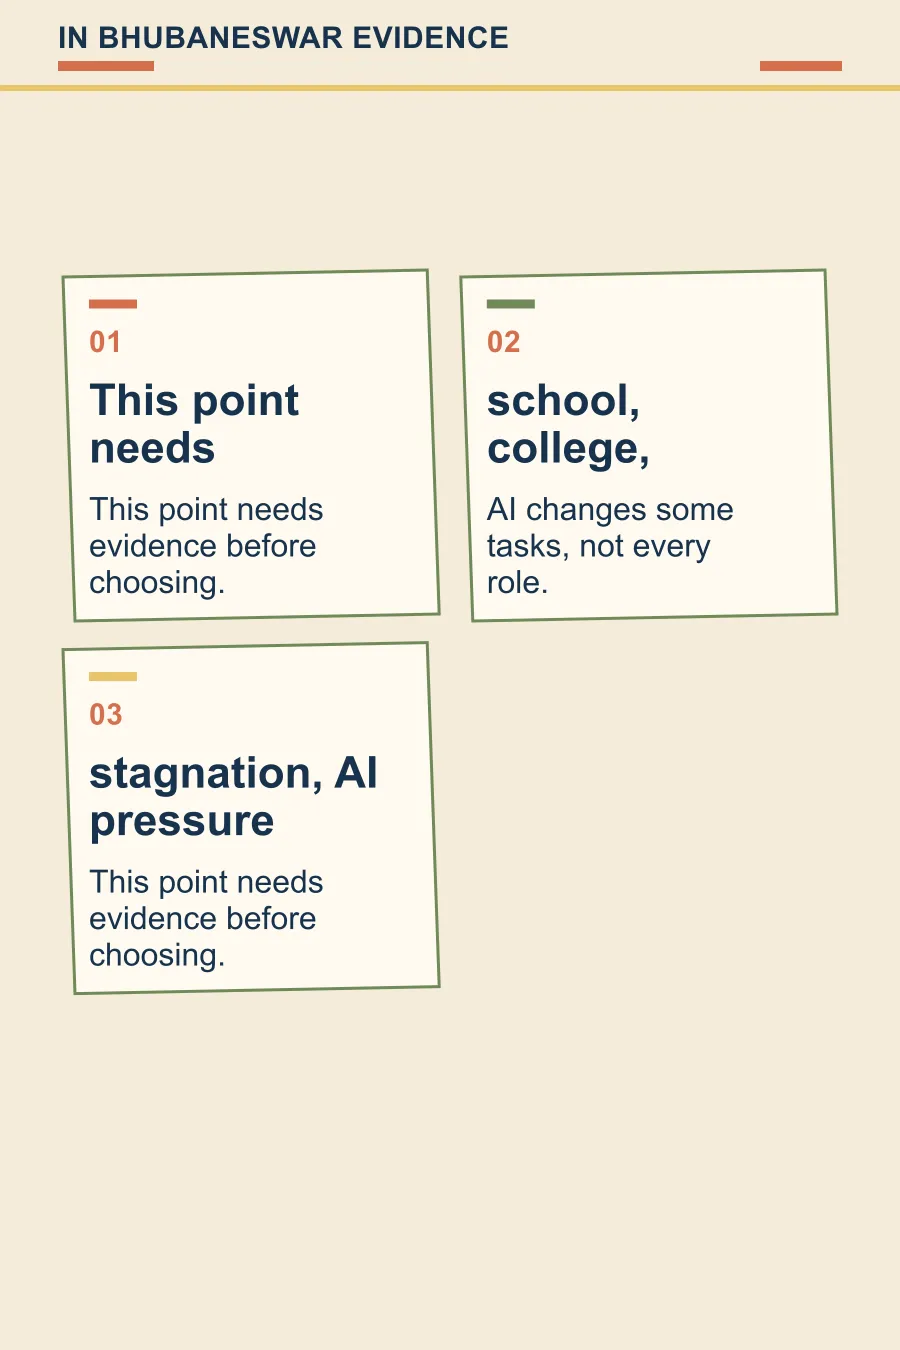 IN BHUBANESWAR EVIDENCE
01
This point
needs
This point needs
evidence before
choosing.
02
school,
college,
AI changes some
tasks, not every
role.
03
stagnation, AI
pressure
This point needs
evidence before
choosing.